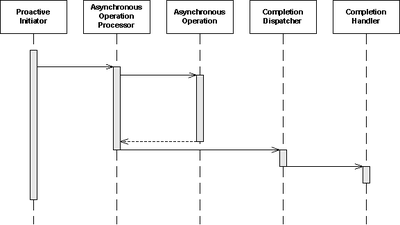 Proactive
Initiator
Asynchronous
Operation
Processor
Asynchronous
Operation
Completion
Dispatcher
Completion
Handler